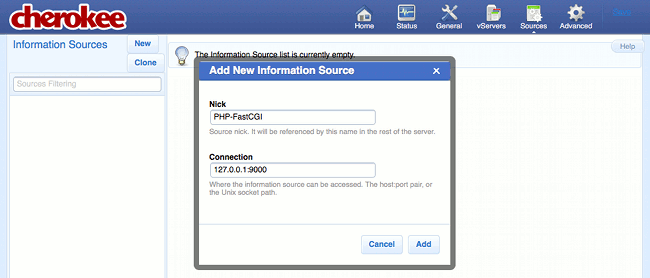 cherokee
Home
Status
General
vServers
Sources
Advanced
Information Sources
New
Clone
Sources Filtering
Help
The Information Source list is currently empty.
Add New Information Source
×
Nick
PHP-FastCGI
Source nick. It will be referenced by this name in the rest of the server.
Connection
127.0.0.1:9000
Where the information source can be accessed. The host:port pair, or
the Unix socket path.
Cancel
Add